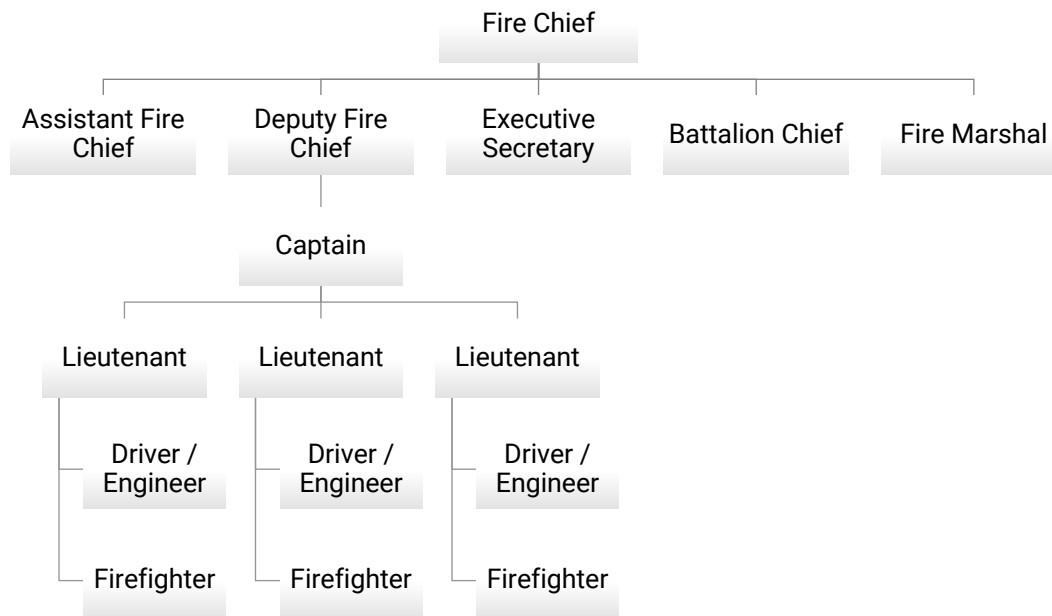 Fire Chief
Assistant Fire
Chief
Deputy Fire
Chief
Executive
Secretary
Battalion Chief
Fire Marshal
Captain
Lieutenant
Lieutenant
Lieutenant
Driver /
Engineer
Driver /
Engineer
Driver /
Engineer
Firefighter
Firefighter
Firefighter